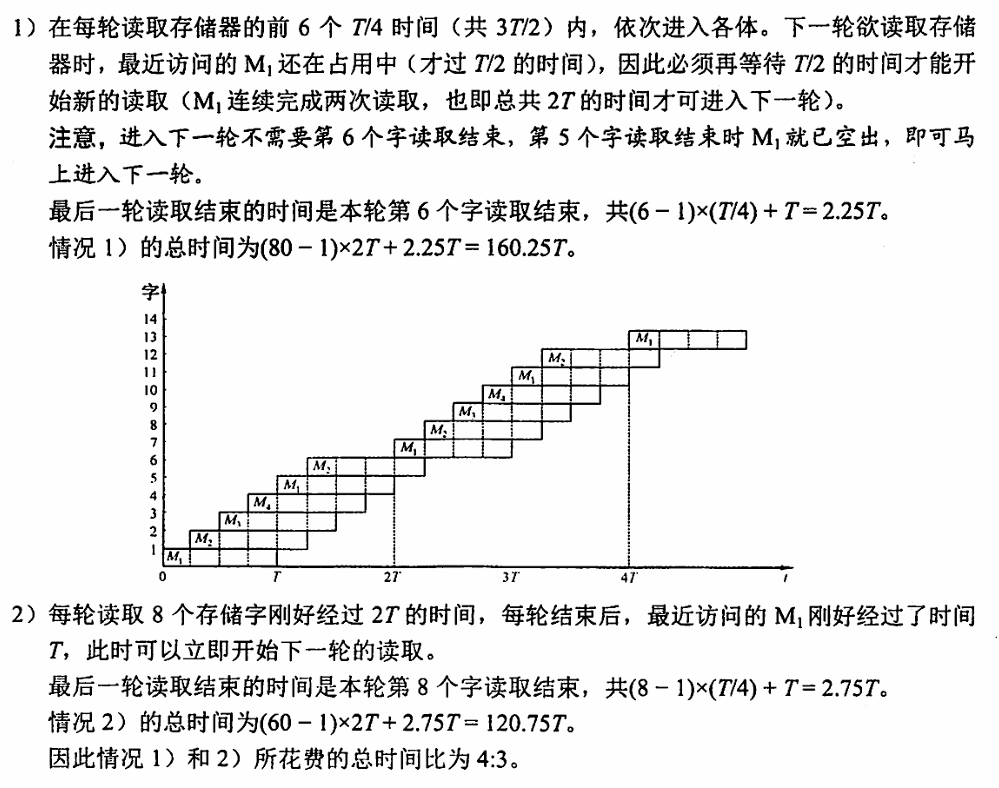 1）在每轮读取存储器的前 6 个 T/4 时间（共 3T/2）内，依次进入各体。下一轮欲读取存储
器时，最近访问的 M₁ 还在占用中（才过 T/2 的时间），因此必须再等待 T/2 的时间才能开
始新的读取（M₁ 连续完成两次读取，也即总共 2T 的时间才可进入下一轮）。
注意，进入下一轮不需要第 6 个字读取结束，第 5 个字读取结束时 M₁ 就已空出，即可马
上进入下一轮。
最后一轮读取结束的时间是本轮第 6 个字读取结束，共(6 − 1)×(T/4) + T = 2.25T。
情况 1）的总时间为(80 − 1)×2T + 2.25T = 160.25T。
字
14
13 M₁
12 M₂
11 M₁
10 M₄
9 M₃
8 M₂
7 M₁
6 M₂
5 M₁
4 M₄
3 M₃
2 M₂
1 M₁
0 T 2T 3T 4T t
2）每轮读取 8 个存储字刚好经过 2T 的时间，每轮结束后，最近访问的 M₁ 刚好经过了时间
T，此时可以立即开始下一轮的读取。
最后一轮读取结束的时间是本轮第 8 个字读取结束，共(8 − 1)×(T/4) + T = 2.75T。
情况 2）的总时间为(60 − 1)×2T + 2.75T = 120.75T。
因此情况 1）和 2）所花费的总时间比为 4:3。